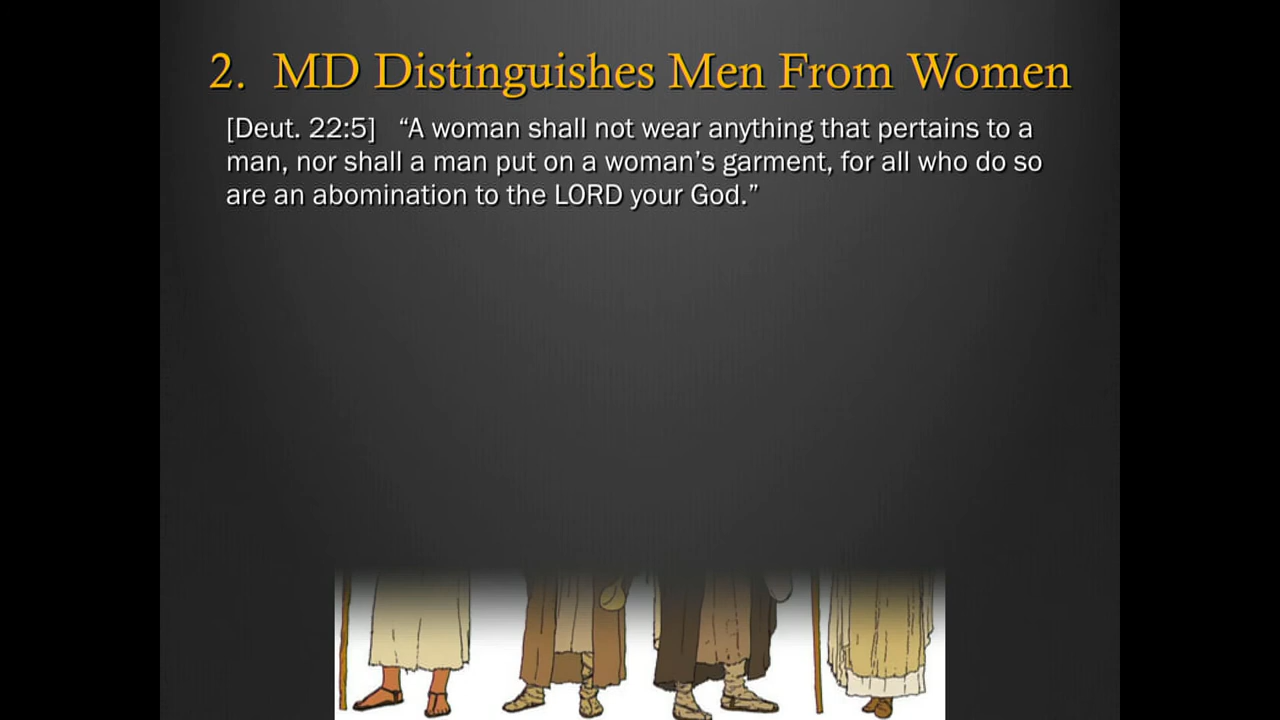 2. MD Distinguishes Men From Women
[Deut. 22:5] “A woman shall not wear anything that pertains to a
man, nor shall a man put on a woman’s garment, for all who do so
are an abomination to the LORD your God.”